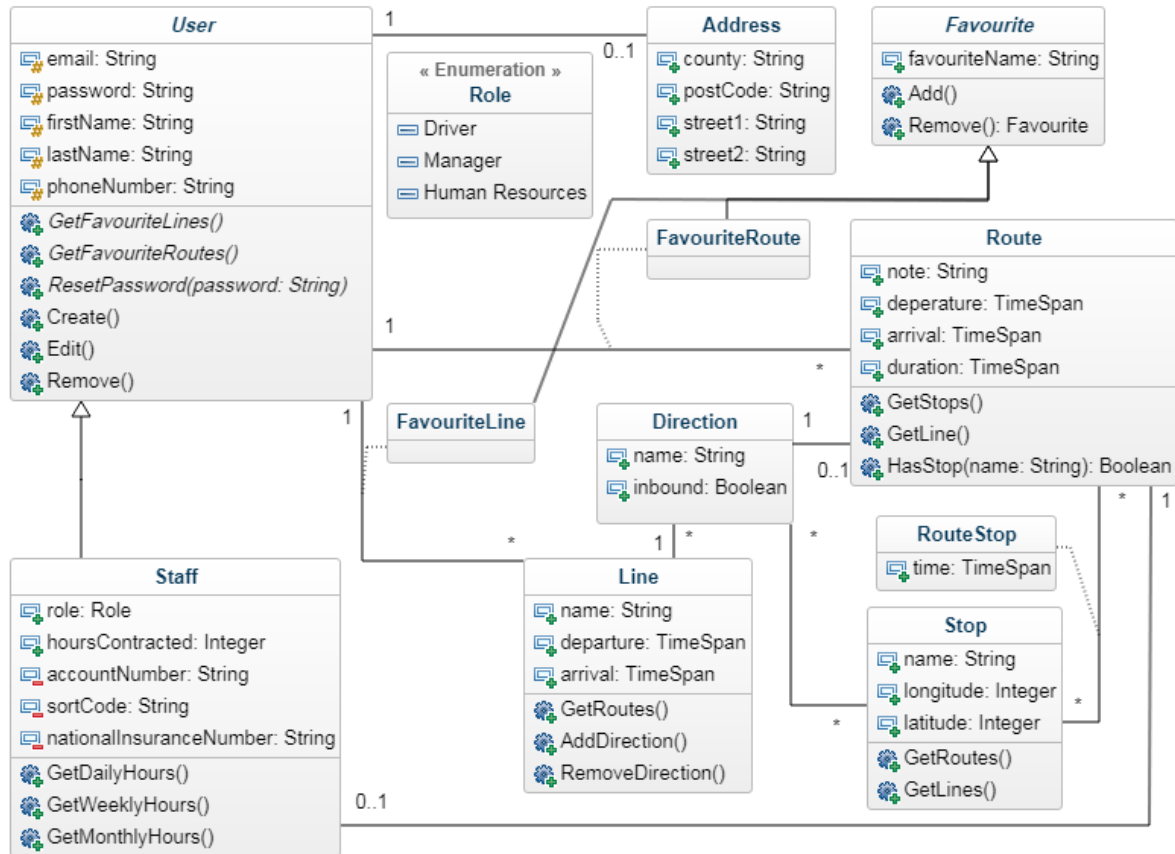 User
email: String
password: String
firstName: String
lastName: String
phoneNumber: String
GetFavouriteLines()
GetFavouriteRoutes()
ResetPassword(password: String)
Create()
Edit()
Remove()
1
0..1
« Enumeration »
Role
Driver
Manager
Human Resources
Address
county: String
postCode: String
street1: String
street2: String
Favourite
favouriteName: String
Add()
Remove(): Favourite
FavouriteRoute
Route
note: String
deperature: TimeSpan
arrival: TimeSpan
duration: TimeSpan
GetStops()
GetLine()
HasStop(name: String): Boolean
1
*
1
FavouriteLine
Direction
name: String
inbound: Boolean
1
0..1
*
1
*
*
1
*
RouteStop
time: TimeSpan
Staff
role: Role
hoursContracted: Integer
accountNumber: String
sortCode: String
nationalInsuranceNumber: String
GetDailyHours()
GetWeeklyHours()
GetMonthlyHours()
0..1
Line
name: String
departure: TimeSpan
arrival: TimeSpan
GetRoutes()
AddDirection()
RemoveDirection()
Stop
name: String
longitude: Integer
latitude: Integer
GetRoutes()
GetLines()
*
*